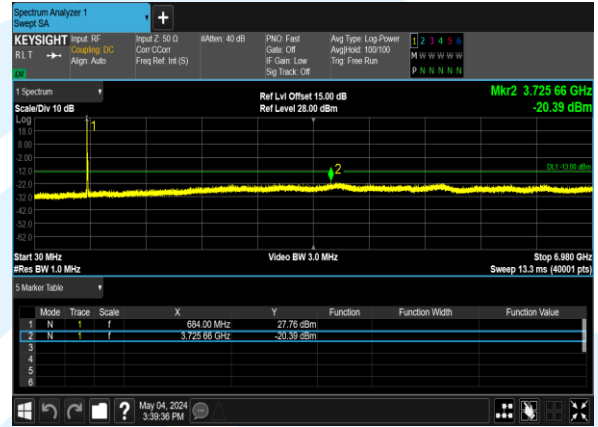 Spectrum Analyzer 1
Swept SA
KEYSIGHT Input: RF Input Z: 50 Ω #Atten: 40 dB PNO: Fast Avg Type: Log-Power 1 2 3 4 5 6
RLT Coupling: DC Corr CCorr Gate: Off Avg|Hold: 100/100 M W W W W W
Align: Auto Freq Ref: Int (S) IF Gain: Low Trig: Free Run P N N N N N
Sig Track: Off
1 Spectrum Ref Lvl Offset 15.00 dB Mkr2 3.725 66 GHz
Scale/Div 10 dB Ref Level 28.00 dBm -20.39 dBm
Log
18.0 1
8.00
-2.00
-12.0 2 DL1 -13.00 dBm
-22.0
-32.0
-42.0
-52.0
-62.0
Start 30 MHz Video BW 3.0 MHz Stop 6.980 GHz
#Res BW 1.0 MHz Sweep 13.3 ms (40001 pts)
5 Marker Table
Mode Trace Scale X Y Function Function Width Function Value
1 N 1 f 684.00 MHz 27.76 dBm
2 N 1 f 3.725 66 GHz -20.39 dBm
3
4
5
6
? May 04, 2024
3:39:36 PM